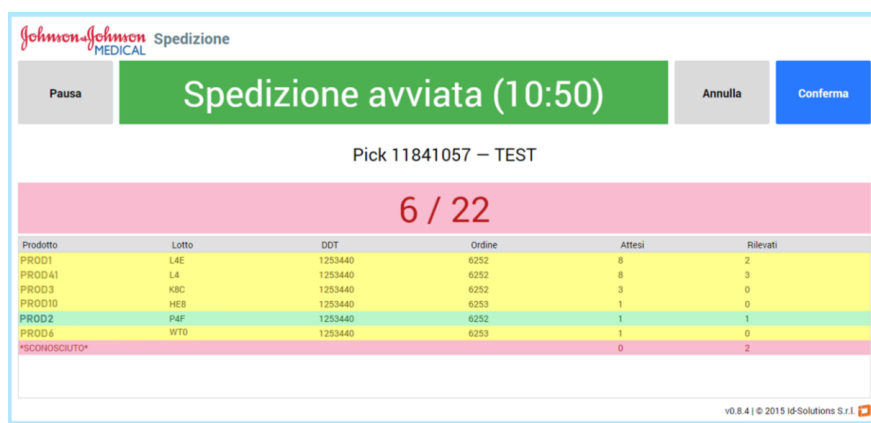 Johnson & Johnson
MEDICAL
Spedizione
Pausa
Spedizione avviata (10:50)
Annulla
Conferma
Pick 11841057 — TEST
6 / 22
Prodotto Lotto DDT Ordine Attesi Rilevati
PROD1 L4E 1253440 6252 8 2
PROD41 L4 1253440 6252 8 3
PROD3 K8C 1253440 6252 3 0
PROD10 HE8 1253440 6253 1 0
PROD2 P4F 1253440 6252 1 1
PROD6 WT0 1253440 6253 1 0
*SCONOSCIUTO* 0 2
v0.8.4 | © 2015 Id-Solutions S.r.l.